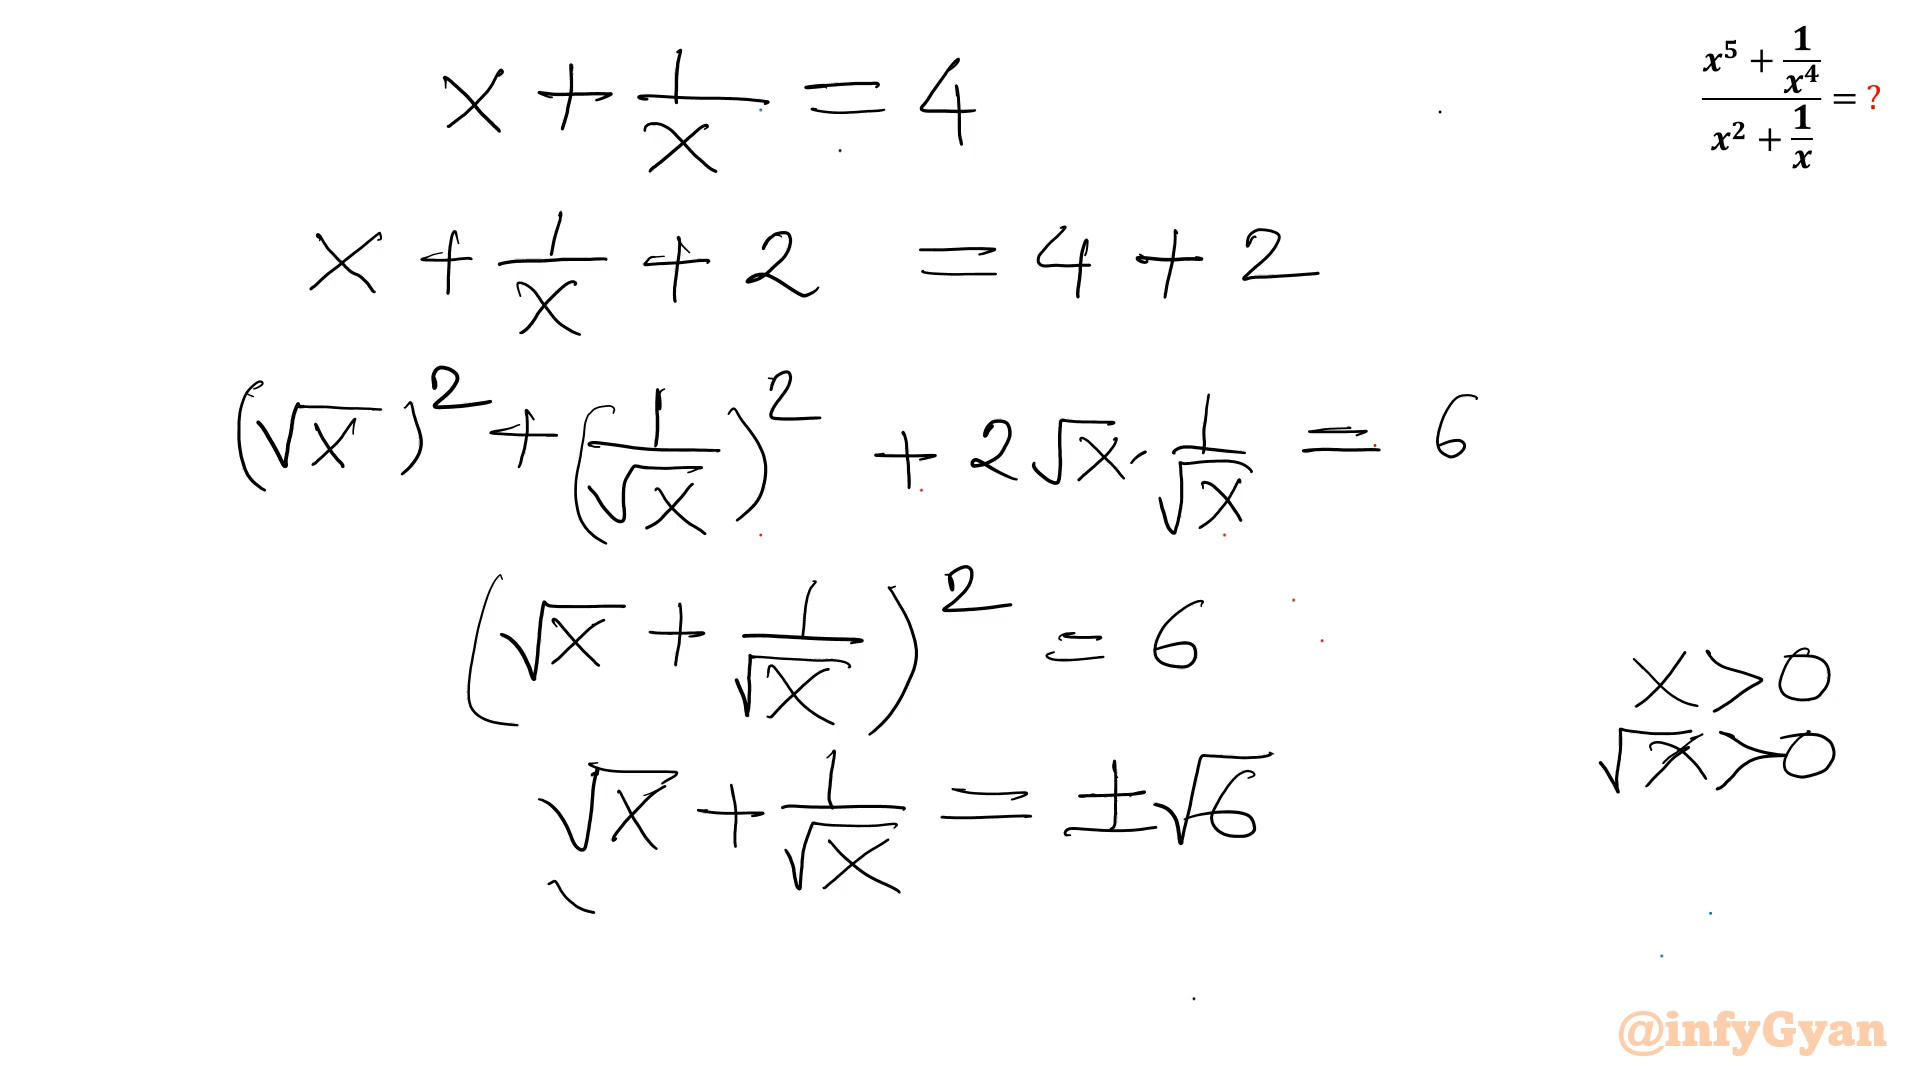 x + 1/x = 4
(x⁵ + 1/x⁴)/(x² + 1/x) = ?
x + 1/x + 2 = 4 + 2
(√x)² + (1/√x)² + 2√x · 1/√x = 6
(√x + 1/√x)² = 6
x > 0
√x > 0
√x + 1/√x = ±√6
@infyGyan